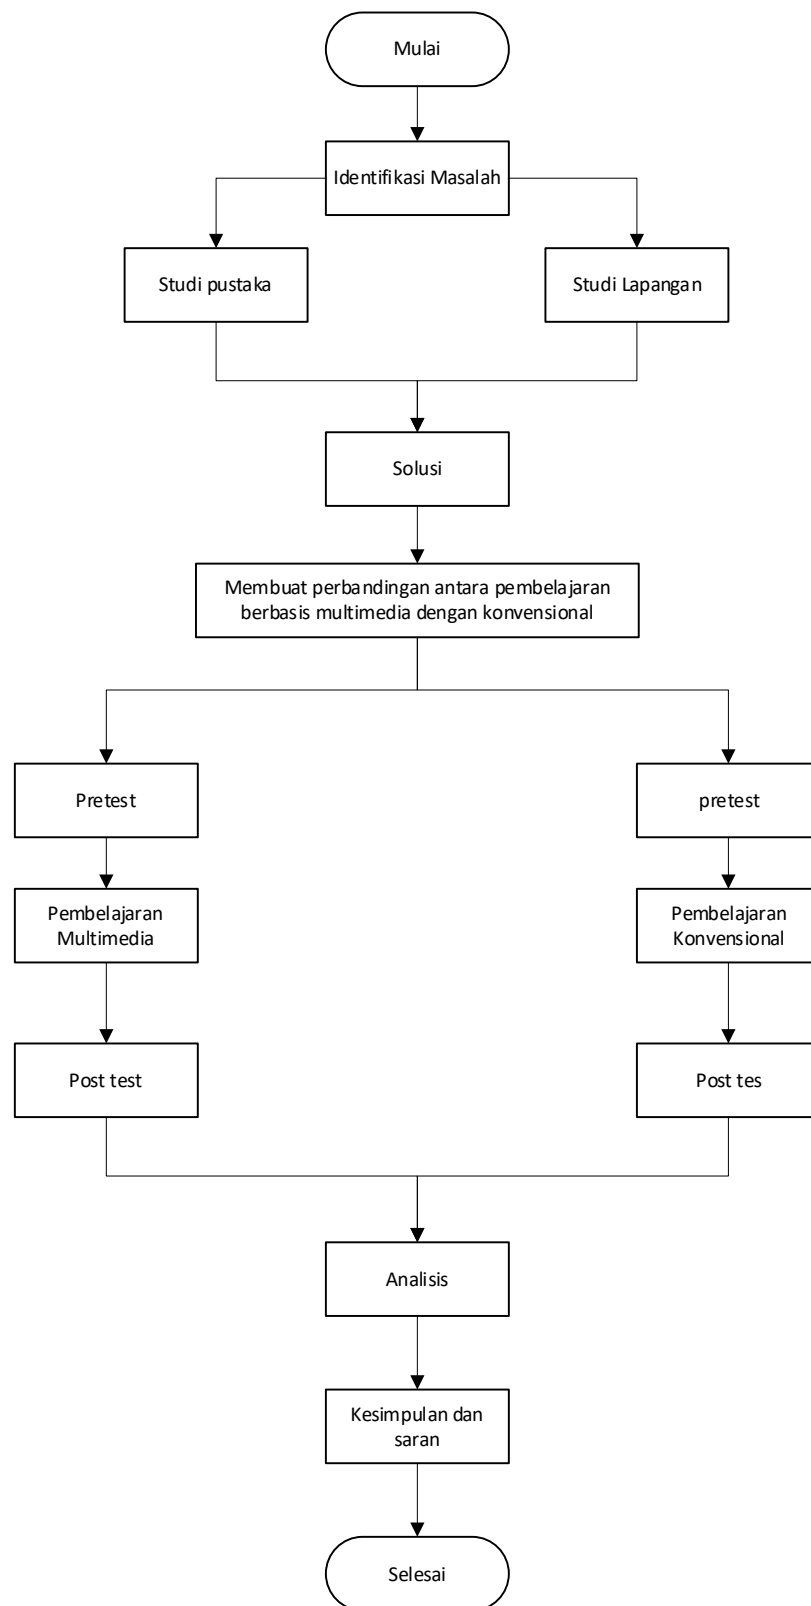 Mulai
Identifikasi Masalah
Studi pustaka
Studi Lapangan
Solusi
Membuat perbandingan antara pembelajaran
berbasis multimedia dengan konvensional
Pretest
pretest
Pembelajaran
Multimedia
Pembelajaran
Konvensional
Post test
Post tes
Analisis
Kesimpulan dan
saran
Selesai